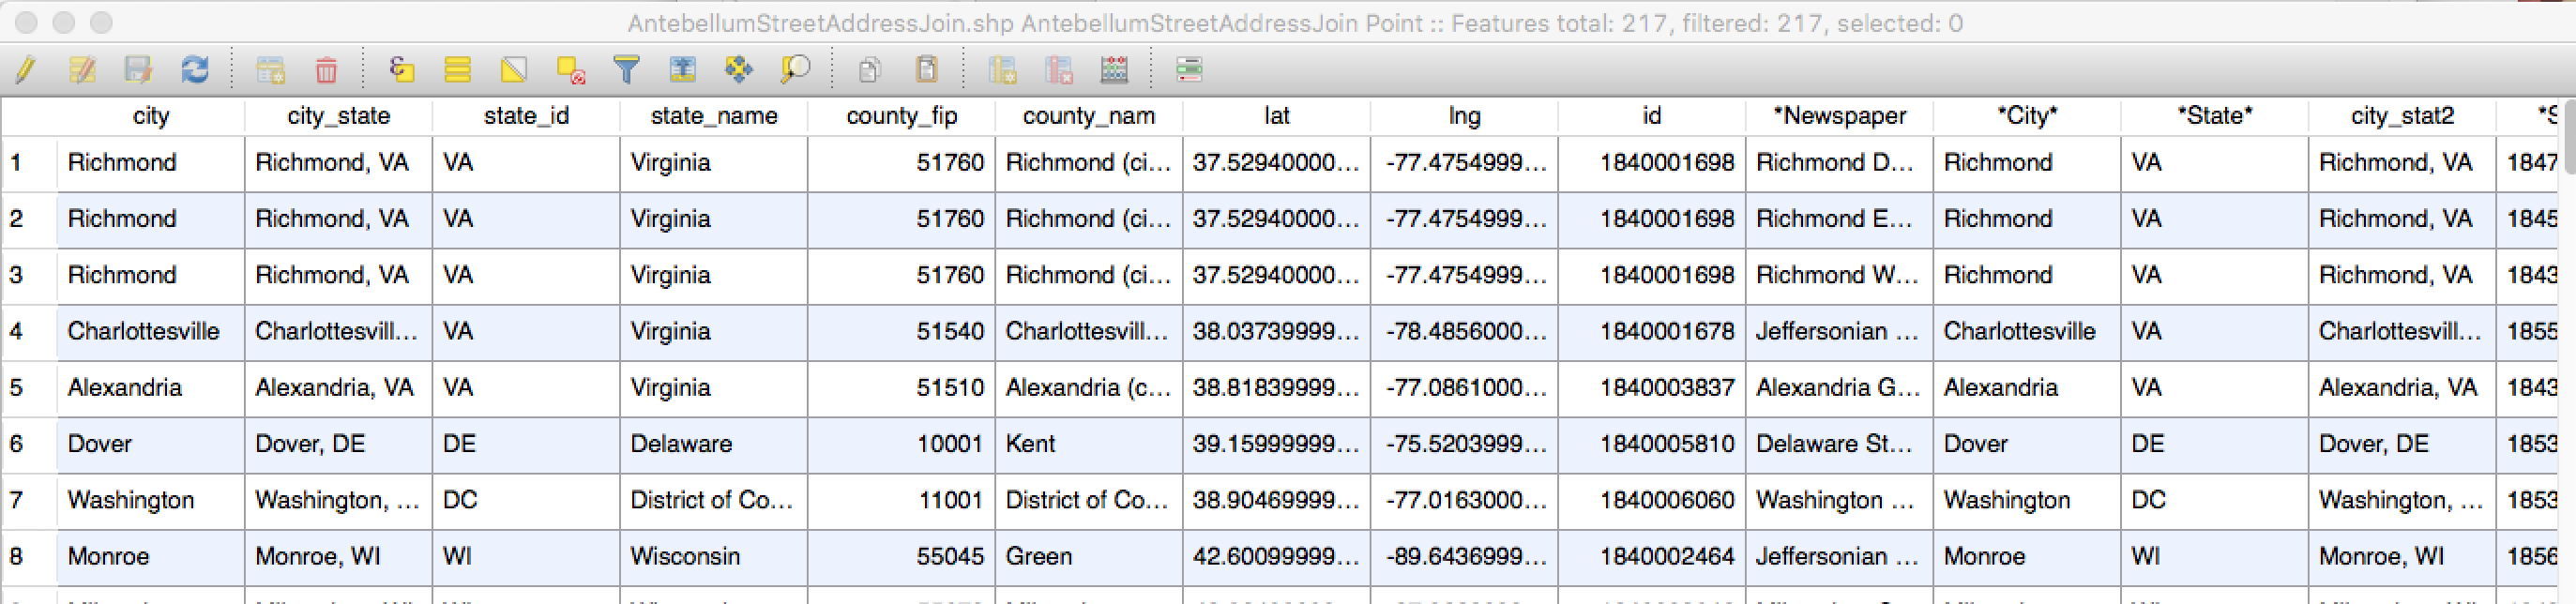 AntebellumStreetAddressJoin.shp AntebellumStreetAddressJoin Point :: Features total: 217, filtered: 217, selected: 0
city city_state state_id state_name county_fip county_nam lat lng id *Newspaper *City* *State* city_stat2 *S
1 Richmond Richmond, VA VA Virginia 51760 Richmond (ci... 37.52940000... -77.4754999... 1840001698 Richmond D... Richmond VA Richmond, VA 1847
2 Richmond Richmond, VA VA Virginia 51760 Richmond (ci... 37.52940000... -77.4754999... 1840001698 Richmond E... Richmond VA Richmond, VA 1845
3 Richmond Richmond, VA VA Virginia 51760 Richmond (ci... 37.52940000... -77.4754999... 1840001698 Richmond W... Richmond VA Richmond, VA 1843
4 Charlottesville Charlottesvill... VA Virginia 51540 Charlottesvill... 38.03739999... -78.4856000... 1840001678 Jeffersonian ... Charlottesville VA Charlottesvill... 1855
5 Alexandria Alexandria, VA VA Virginia 51510 Alexandria (c... 38.81839999... -77.0861000... 1840003837 Alexandria G... Alexandria VA Alexandria, VA 1843
6 Dover Dover, DE DE Delaware 10001 Kent 39.15999999... -75.5203999... 1840005810 Delaware St... Dover DE Dover, DE 1853
7 Washington Washington, ... DC District of Co... 11001 District of Co... 38.90469999... -77.0163000... 1840006060 Washington ... Washington DC Washington, ... 1853
8 Monroe Monroe, WI WI Wisconsin 55045 Green 42.60099999... -89.6436999... 1840002464 Jeffersonian ... Monroe WI Monroe, WI 1856